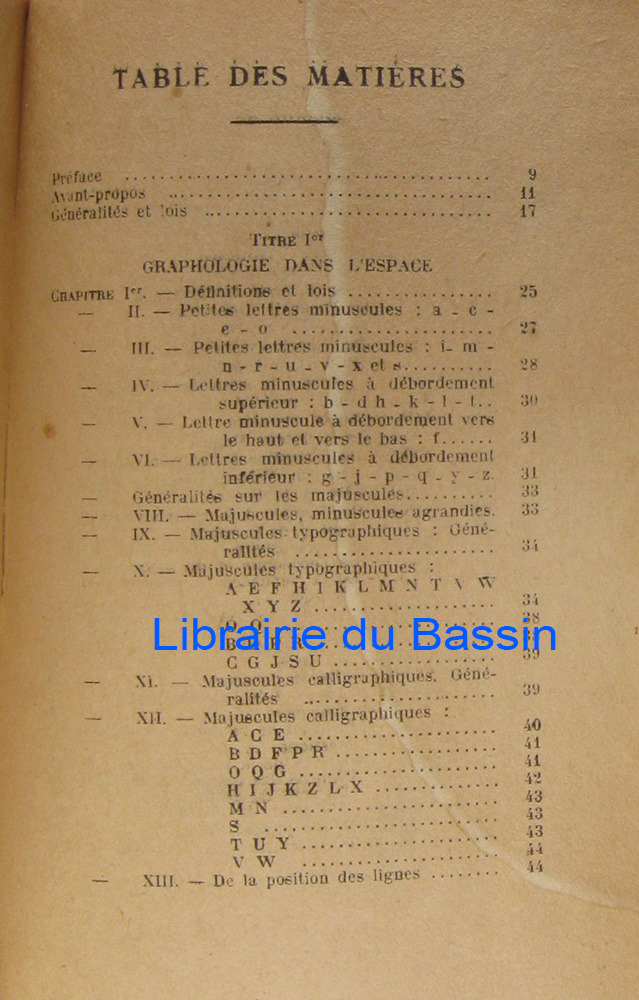 TABLE DES MATIÈRES
Préface ........ 9
Avant-propos ........ 11
Généralités et lois ........ 17
TITRE Ier
GRAPHOLOGIE DANS L'ESPACE
CHAPITRE Ier. — Définitions et lois ........ 25
— II. — Petites lettres minuscules : a - c -
e - o ........ 27
— III. — Petites lettres minuscules : i - m -
n - r - u - v - x et s ........ 28
— IV. — Lettres minuscules à débordement
supérieur : b - d h - k - l - t .. 30
— V. — Lettre minuscule à débordement vers
le haut et vers le bas : f ...... 31
— VI. — Lettres minuscules à débordement
inférieur : g - j - p - q - y - z. 31
— Généralités sur les majuscules .......... 33
— VIII. — Majuscules, minuscules agrandies. 33
— IX. — Majuscules typographiques : Géné-
ralités ........ 34
— X. — Majuscules typographiques :
A E F H I K L M N T V W
X Y Z ........ 34
Librairie du Bassin
C G J S U ........ 39
— XI. — Majuscules calligraphiques. Géné-
ralités ........ 39
— XII. — Majuscules calligraphiques :
A C E ........ 40
B D F P R ........ 41
O Q G ........ 41
H I J K Z L X ........ 42
M N ........ 43
S ........ 43
T U Y ........ 43
V W ........ 44
— XIII. — De la position des lignes ........ 44